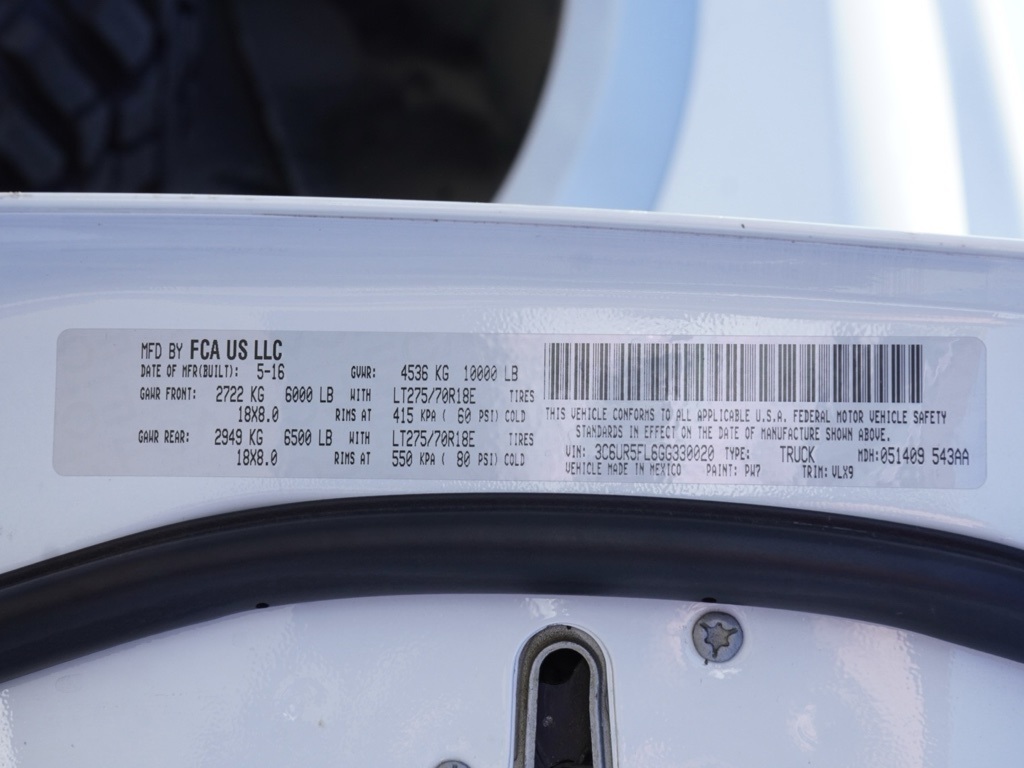 MFD BY FCA US LLC
DATE OF MFR(BUILT): 5-16 GVWR: 4536 KG 10000 LB
GAWR FRONT: 2722 KG 6000 LB WITH LT275/70R18E TIRES
18X8.0 RIMS AT 415 KPA ( 60 PSI) COLD
GAWR REAR: 2949 KG 6500 LB WITH LT275/70R18E TIRES
18X8.0 RIMS AT 550 KPA ( 80 PSI) COLD
THIS VEHICLE CONFORMS TO ALL APPLICABLE U.S.A. FEDERAL MOTOR VEHICLE SAFETY
STANDARDS IN EFFECT ON THE DATE OF MANUFACTURE SHOWN ABOVE.
VIN: 3C6UR5FL6GG330020 TYPE: TRUCK MDH:051409 543AA
VEHICLE MADE IN MEXICO PAINT: PW7 TRIM: VLX9